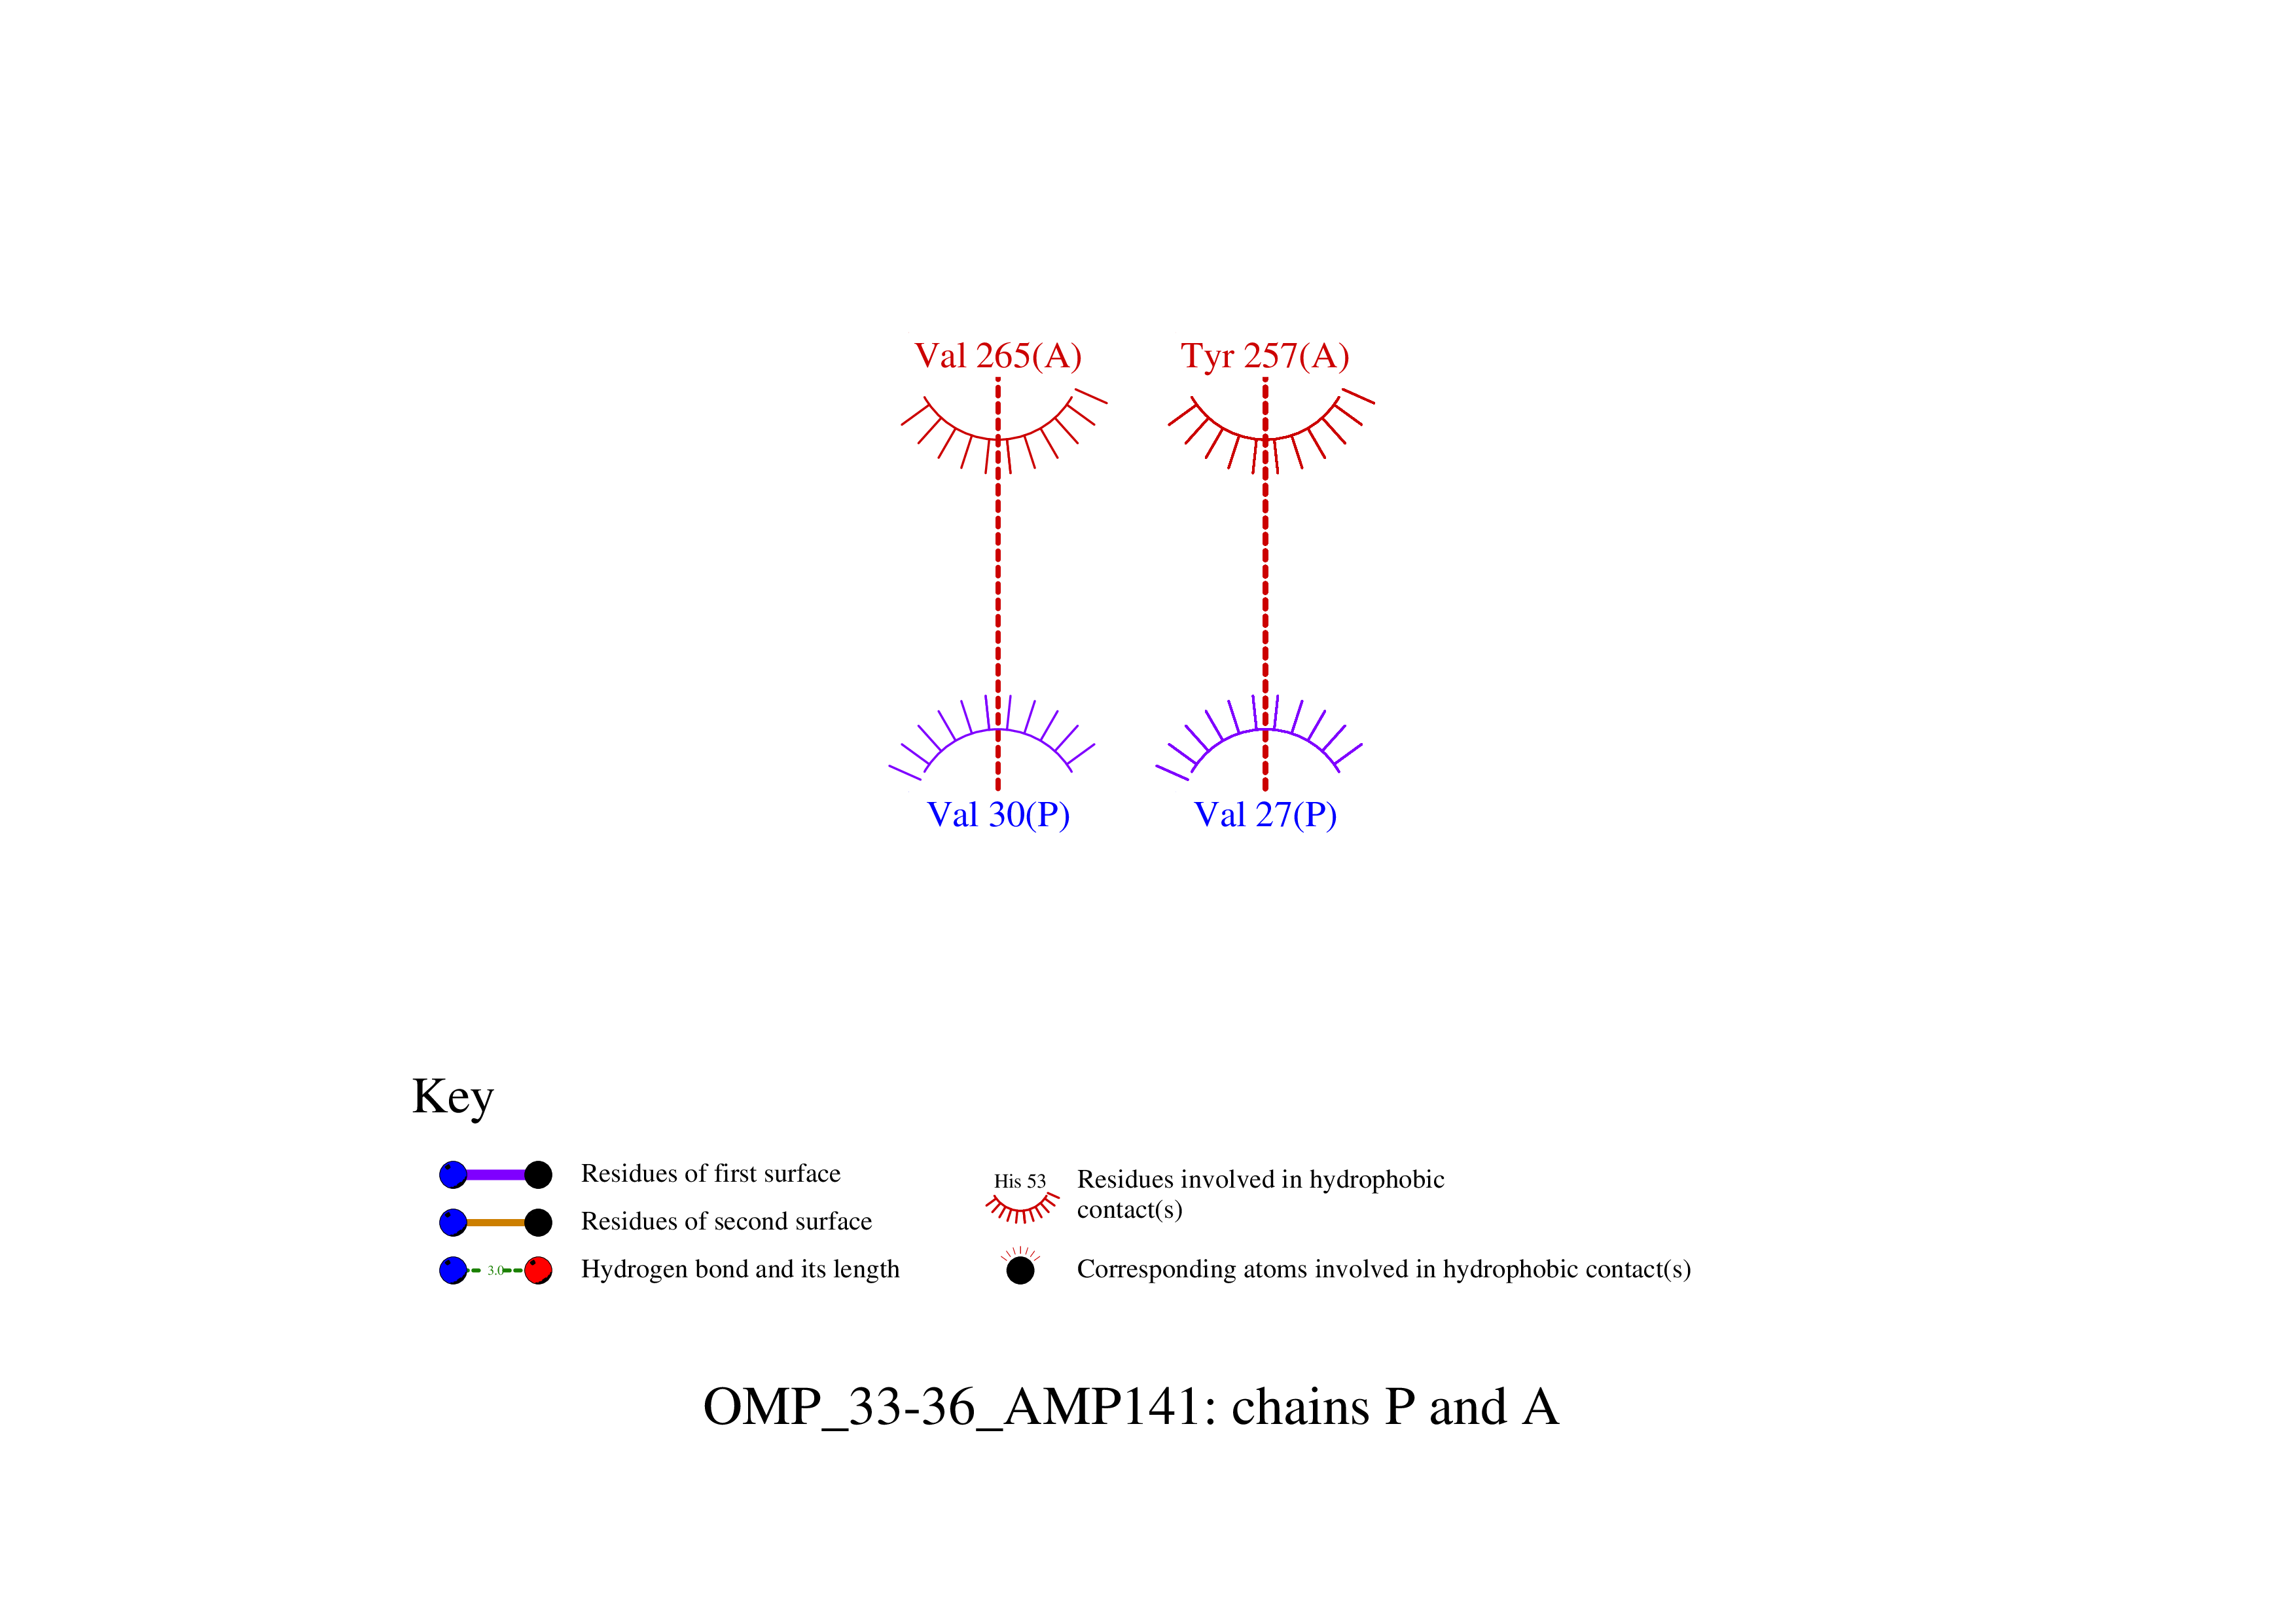 Val 265(A) Tyr 257(A)
Val 30(P) Val 27(P)
Key
Residues of first surface
Residues of second surface
3.0 Hydrogen bond and its length
His 53 Residues involved in hydrophobic
contact(s)
Corresponding atoms involved in hydrophobic contact(s)
OMP_33-36_AMP141: chains P and A